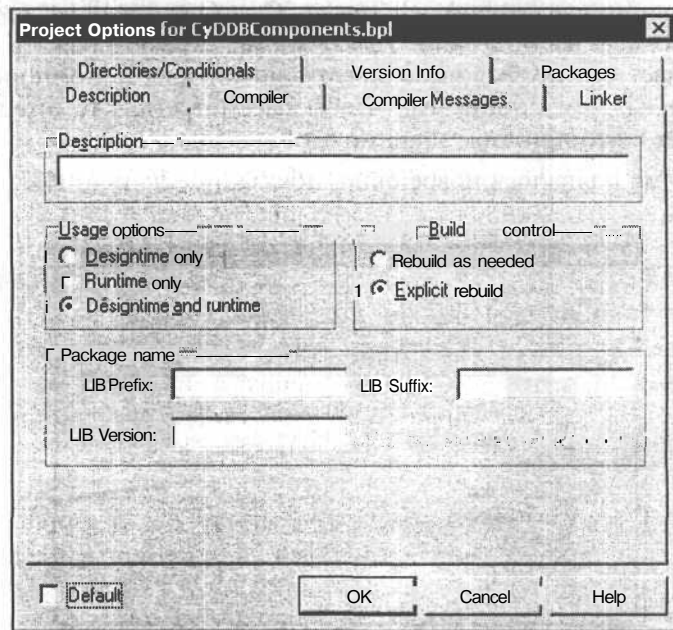 Project Options for CyDDBComponents.bpl
Directories/Conditionals Version Info Packages
Description Compiler Compiler Messages Linker
Description
Usage options
Designtime only
Runtime only
Designtime and runtime
Build control
Rebuild as needed
Explicit rebuild
Package name
LIB Prefix: LIB Suffix:
LIB Version:
Default OK Cancel Help